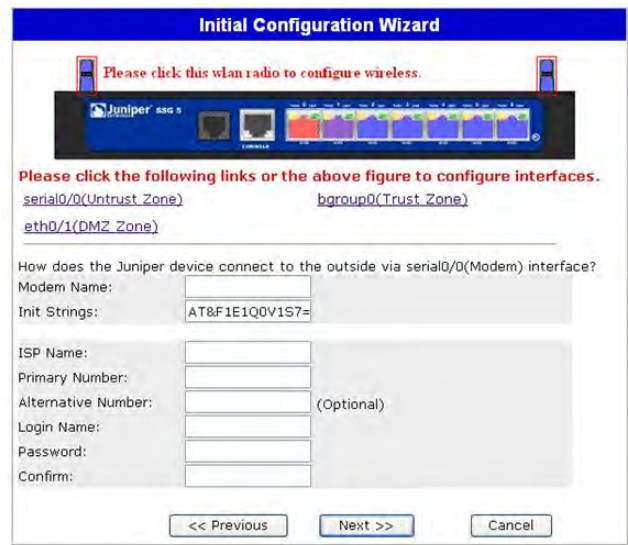 Initial Configuration Wizard
Please click this wlan radio to configure wireless.
Juniper SSG 5
CONSOLE
Please click the following links or the above figure to configure interfaces.
serial0/0(Untrust Zone)
bgroup0(Trust Zone)
eth0/1(DMZ Zone)
How does the Juniper device connect to the outside via serial0/0(Modem) interface?
Modem Name:
Init Strings: AT&F1E1Q0V1S7=
ISP Name:
Primary Number:
Alternative Number: (Optional)
Login Name:
Password:
Confirm:
<< Previous
Next >>
Cancel